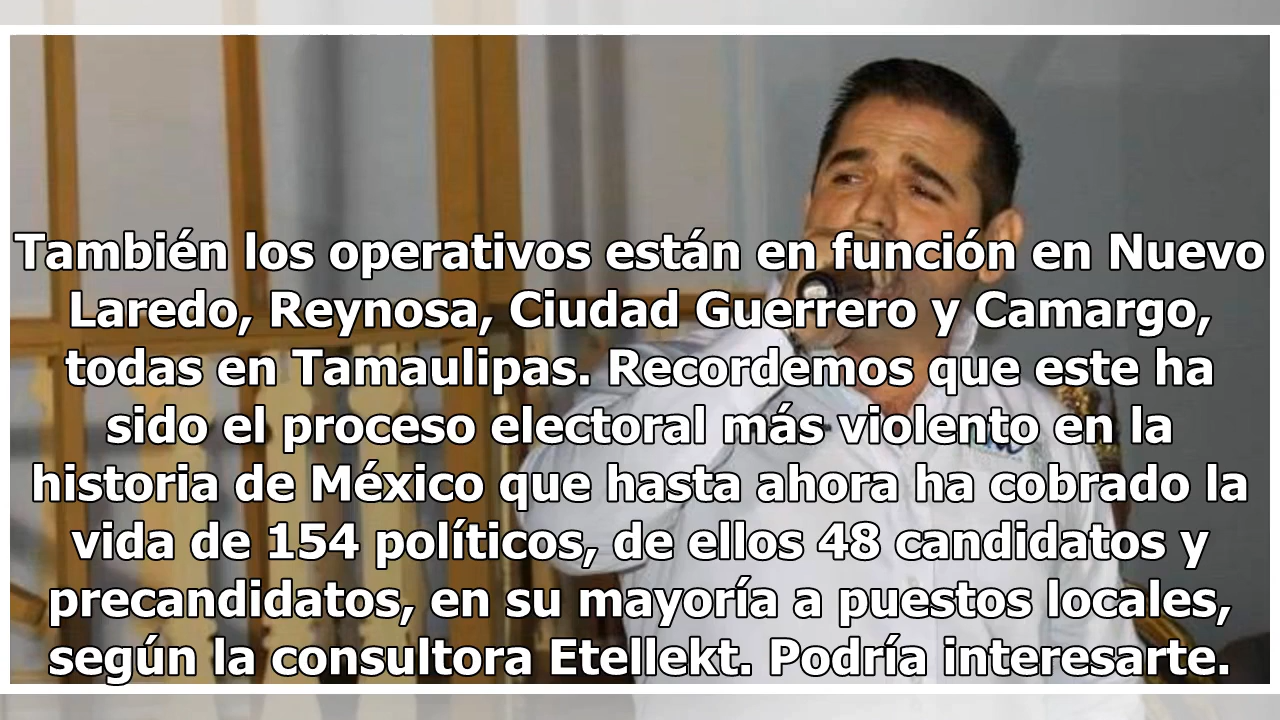 También los operativos están en función en Nuevo
Laredo, Reynosa, Ciudad Guerrero y Camargo,
todas en Tamaulipas. Recordemos que este ha
sido el proceso electoral más violento en la
historia de México que hasta ahora ha cobrado la
vida de 154 políticos, de ellos 48 candidatos y
precandidatos, en su mayoría a puestos locales,
según la consultora Etellekt. Podría interesarte.